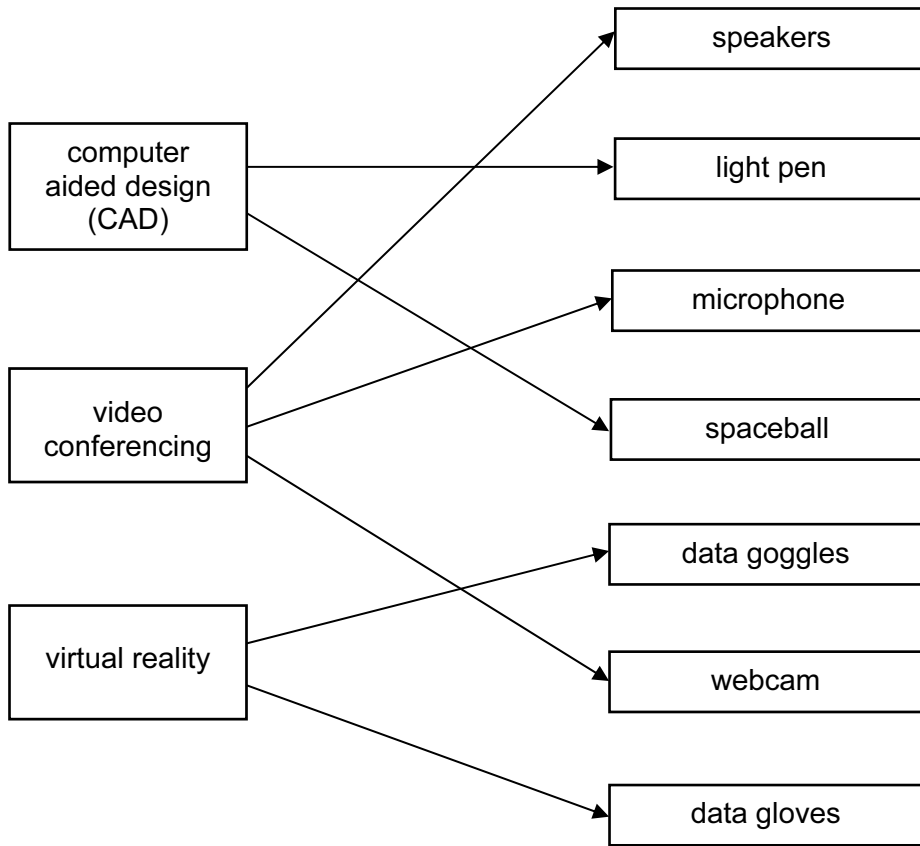 computer
aided design
(CAD)
video
conferencing
virtual reality
speakers
light pen
microphone
spaceball
data goggles
webcam
data gloves